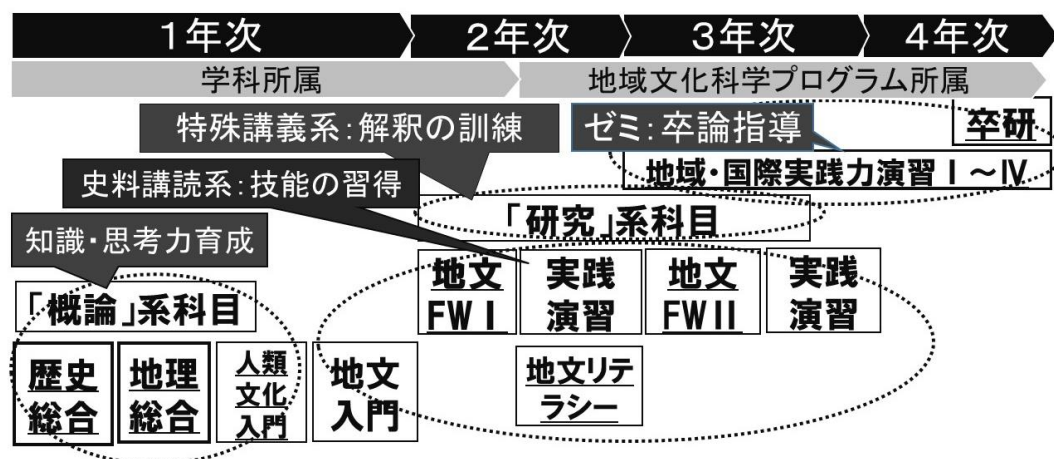 1年次
2年次
3年次
4年次
学科所属
地域文化科学プログラム所属
特殊講義系：解釈の訓練
ゼミ：卒論指導
卒研
地域・国際実践力演習Ⅰ～Ⅳ
史料講読系：技能の習得
「研究」系科目
知識・思考力育成
地文
FWⅠ
実践
演習
地文
FWII
実践
演習
「概論」系科目
歴史
総合
地理
総合
人類
文化
入門
地文
入門
地文リテ
ラシー